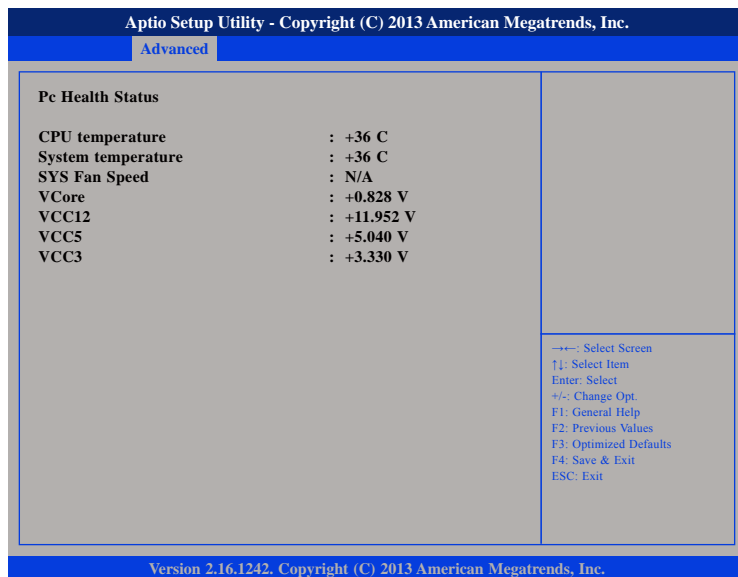 Aptio Setup Utility - Copyright (C) 2013 American Megatrends, Inc.
Advanced
Pc Health Status
CPU temperature : +36 C
System temperature : +36 C
SYS Fan Speed : N/A
VCore : +0.828 V
VCC12 : +11.952 V
VCC5 : +5.040 V
VCC3 : +3.330 V
→←: Select Screen
↑↓: Select Item
Enter: Select
+/-: Change Opt.
F1: General Help
F2: Previous Values
F3: Optimized Defaults
F4: Save & Exit
ESC: Exit
Version 2.16.1242. Copyright (C) 2013 American Megatrends, Inc.